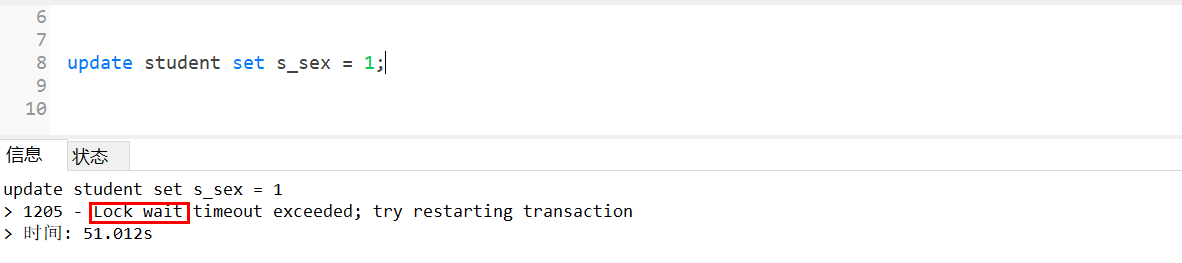 6
7
8 update student set s_sex = 1;
9
10
信息 状态
update student set s_sex = 1
> 1205 - Lock wait timeout exceeded; try restarting transaction
> 时间: 51.012s